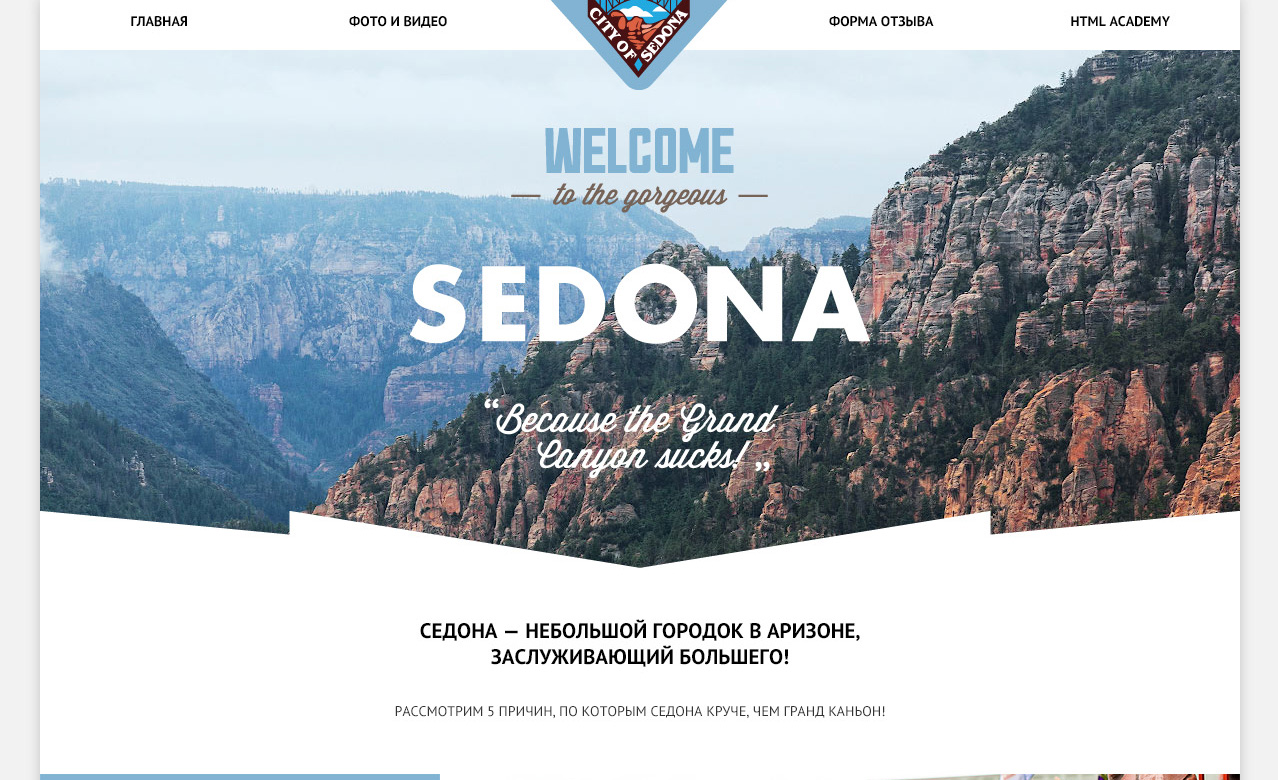 ГЛАВНАЯ
ФОТО И ВИДЕО
CITY OF SEDONA
ФОРМА ОТЗЫВА
HTML ACADEMY
WELCOME
— to the gorgeous —
SEDONA
“Because the Grand
Canyon sucks! „
СЕДОНА — НЕБОЛЬШОЙ ГОРОДОК В АРИЗОНЕ,
ЗАСЛУЖИВАЮЩИЙ БОЛЬШЕГО!
РАССМОТРИМ 5 ПРИЧИН, ПО КОТОРЫМ СЕДОНА КРУЧЕ, ЧЕМ ГРАНД КАНЬОН!